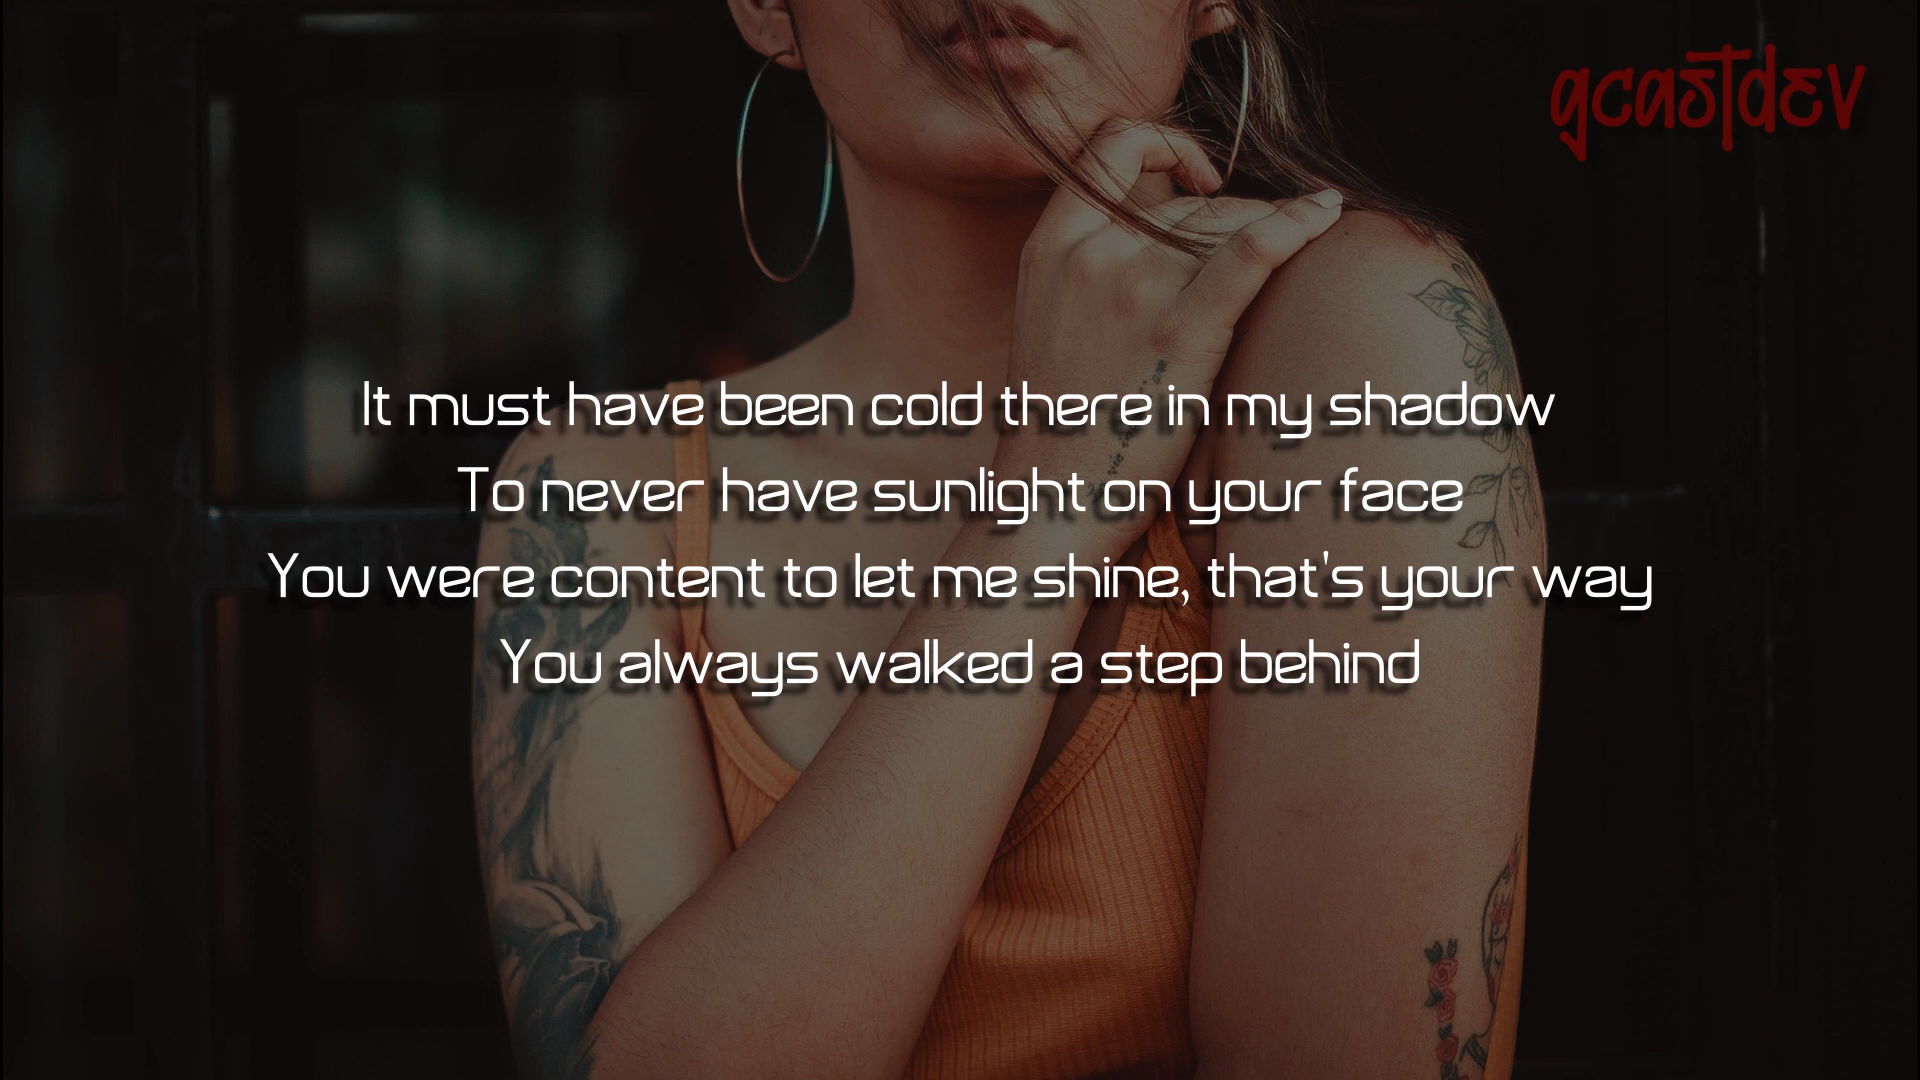 gcastdev
It must have been cold there in my shadow
To never have sunlight on your face
You were content to let me shine, that's your way
You always walked a step behind